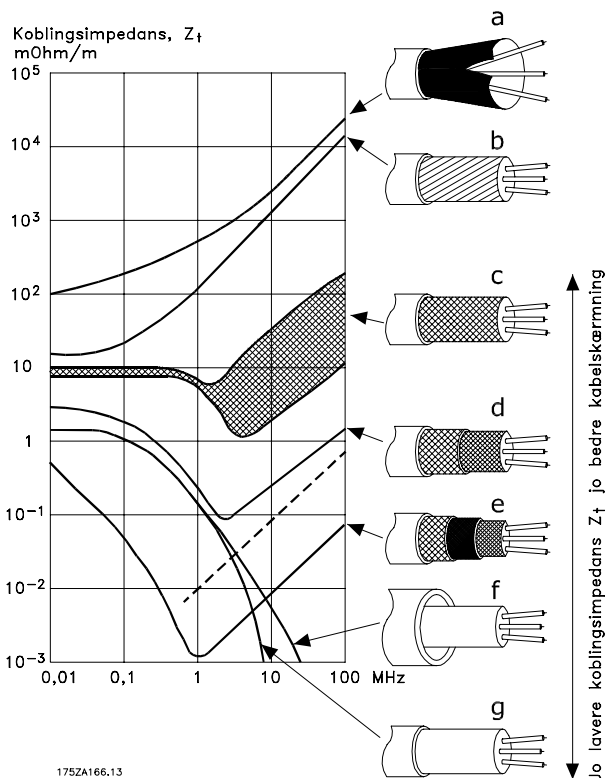 Koblingsimpedans, Zt
mOhm/m
10⁵
10⁴
10³
10²
10
1
10⁻¹
10⁻²
10⁻³
0,01 0,1 1 10 100 MHz
a
b
c
d
e
f
g
Jo lavere koblingsimpedans Zt jo bedre kabelskærmning
175ZA166.13